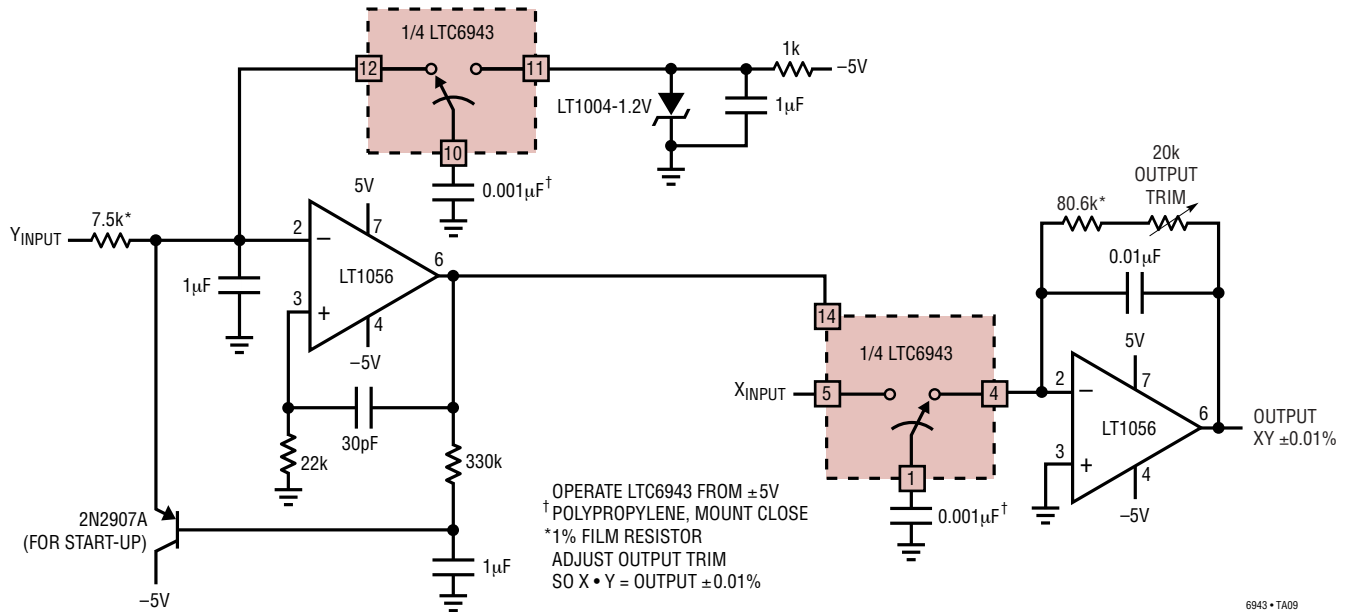 1/4 LTC6943
12
11
10
1k
–5V
LT1004-1.2V
1µF
0.001µF†
5V
7.5k*
YINPUT
2
–
7
6
LT1056
1µF
3
+
4
–5V
30pF
22k
330k
2N2907A
(FOR START-UP)
–5V
1µF
OPERATE LTC6943 FROM ±5V
†POLYPROPYLENE, MOUNT CLOSE
*1% FILM RESISTOR
ADJUST OUTPUT TRIM
SO X • Y = OUTPUT ±0.01%
14
1/4 LTC6943
XINPUT
5
4
1
0.001µF†
20k
OUTPUT
TRIM
80.6k*
0.01µF
5V
2
–
7
6
LT1056
3
+
4
–5V
OUTPUT
XY ±0.01%
6943 • TA09